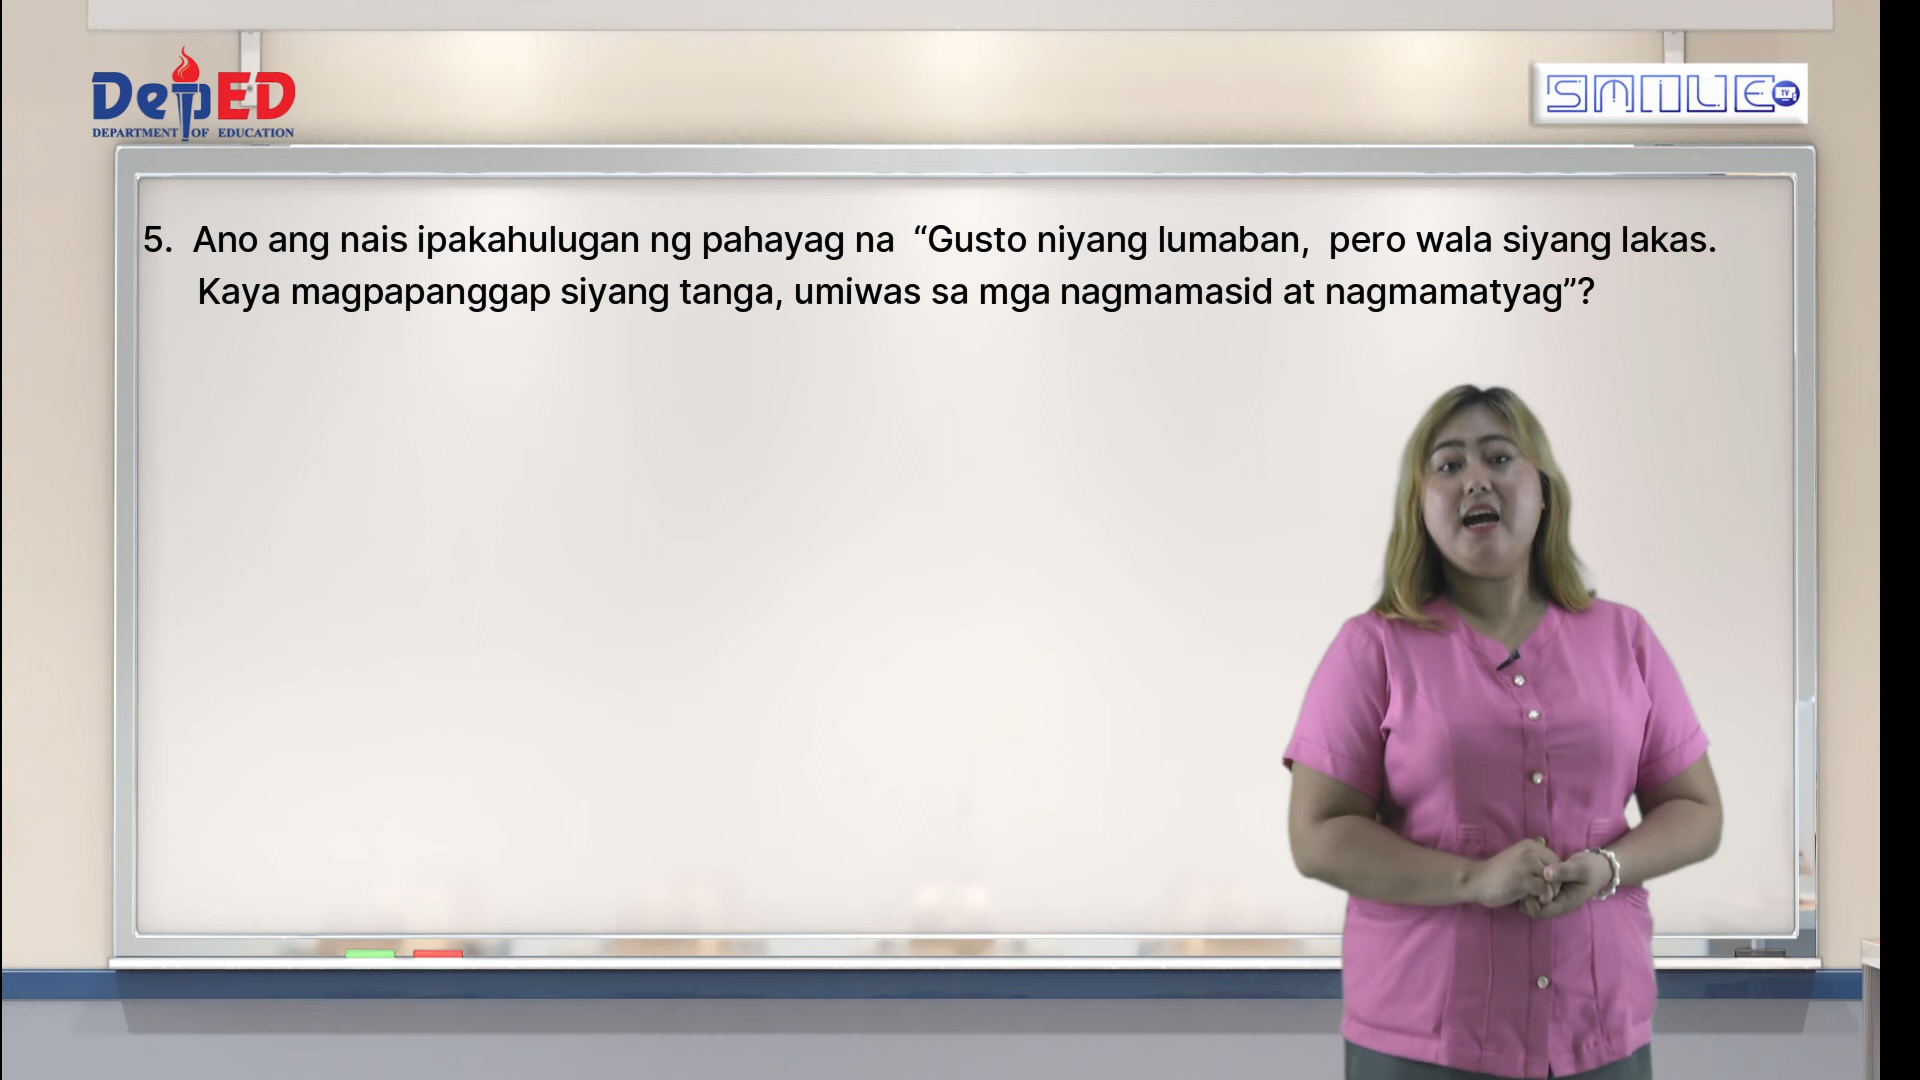 DepED
DEPARTMENT OF EDUCATION
SMILE TV
5. Ano ang nais ipakahulugan ng pahayag na “Gusto niyang lumaban, pero wala siyang lakas.
Kaya magpapanggap siyang tanga, umiwas sa mga nagmamasid at nagmamatyag”?